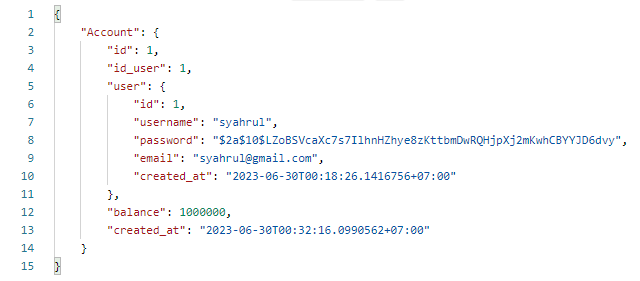 1 {
2 "Account": {
3 "id": 1,
4 "id_user": 1,
5 "user": {
6 "id": 1,
7 "username": "syahrul",
8 "password": "$2a$10$LZoBSVcaXc7s7IlhnHZhye8zKttbmDwRQHjpXj2mKwhCBYYJD6dvy",
9 "email": "syahrul@gmail.com",
10 "created_at": "2023-06-30T00:18:26.1416756+07:00"
11 },
12 "balance": 1000000,
13 "created_at": "2023-06-30T00:32:16.0990562+07:00"
14 }
15 }